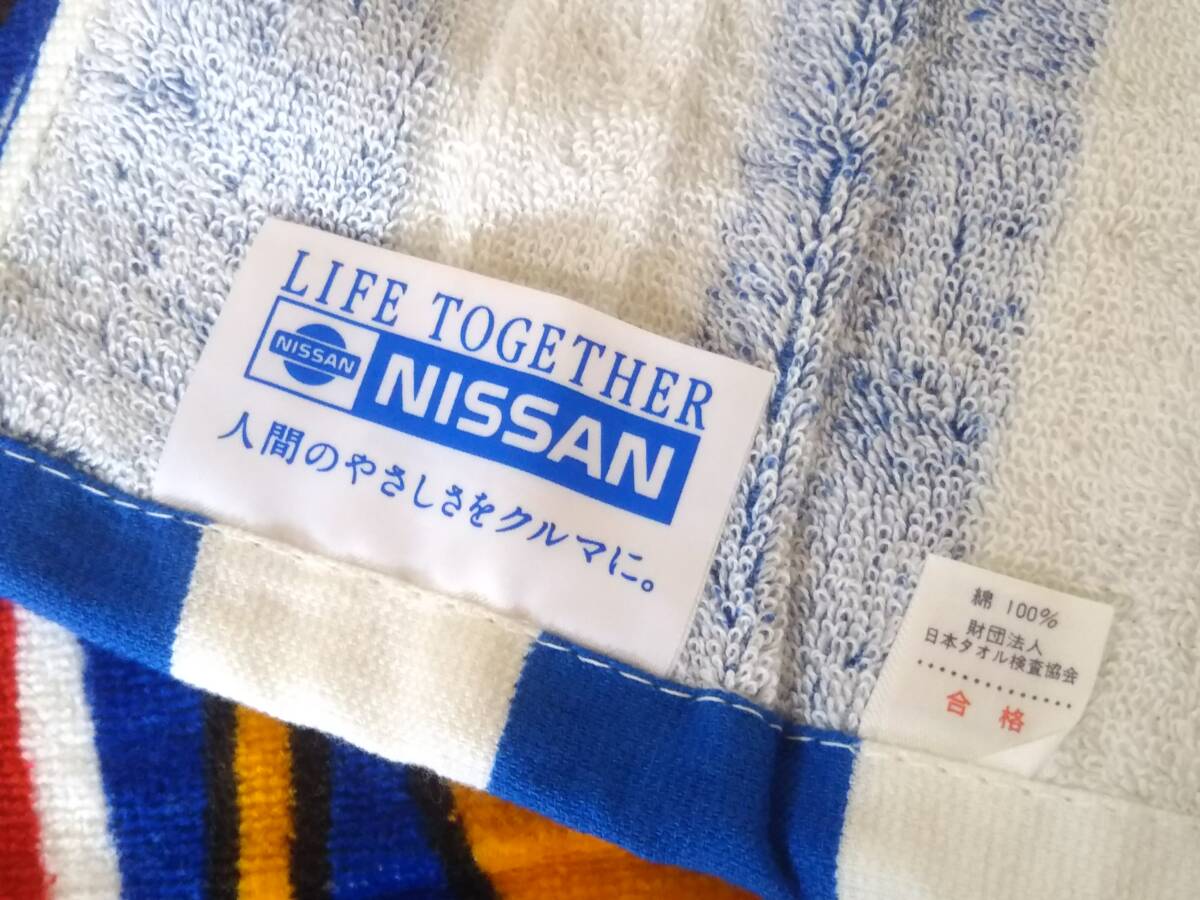 LIFE TOGETHER
NISSAN NISSAN
人間のやさしさをクルマに。
綿 100%
財団法人
日本タオル検査協会
合格